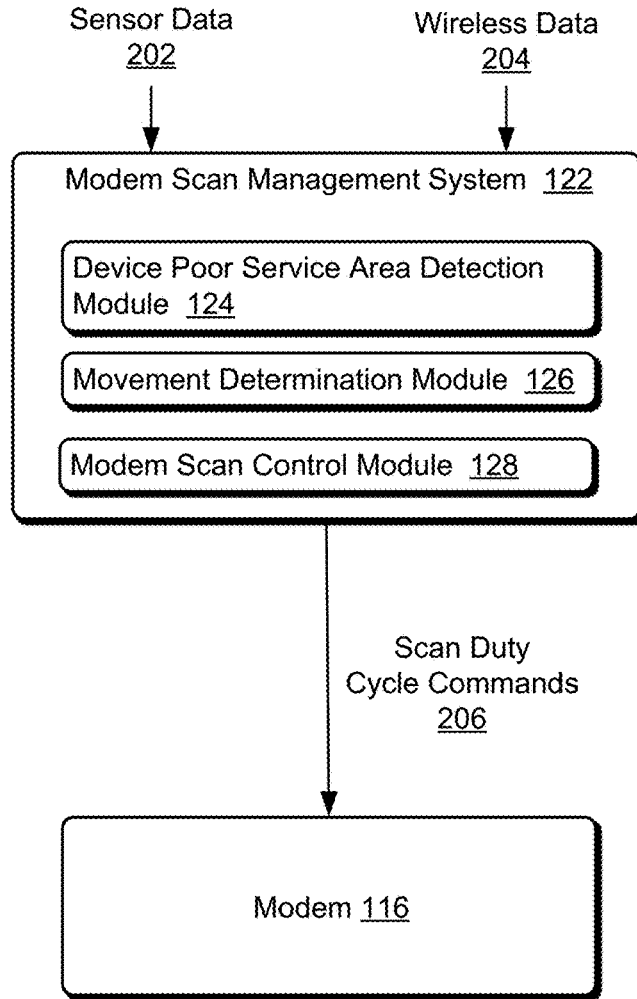 Sensor Data
202
Wireless Data
204
Modem Scan Management System 122
Device Poor Service Area Detection
Module 124
Movement Determination Module 126
Modem Scan Control Module 128
Scan Duty
Cycle Commands
206
Modem 116